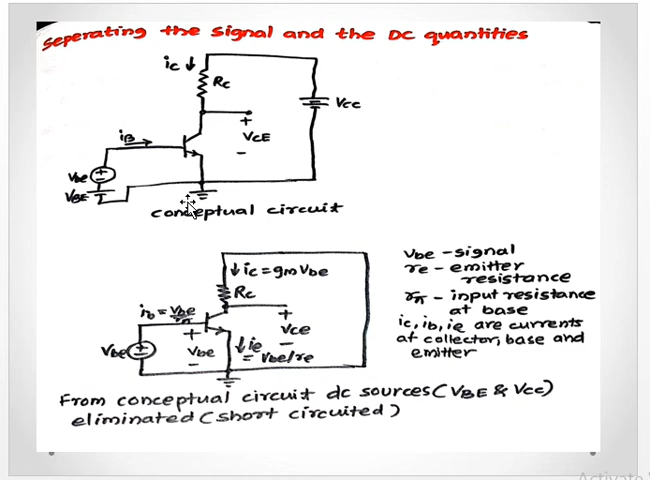 Seperating the signal and the DC quantities
ic ↓
Rc
Vcc
iB
+
VCE
-
Vbe
VBE
conceptual circuit
↓ic=gmVbe
Rc
ib=Vbe/rπ
+
Vce
-
+
Vbe
-
Vbe
↓ie
=Vbe/re
Vbe - signal
re - emitter
resistance
rπ - input resistance
at base
ic, ib, ie are currents
at collector, base and
emitter
From conceptual circuit dc sources (VBE & Vcc)
eliminated (short circuited)